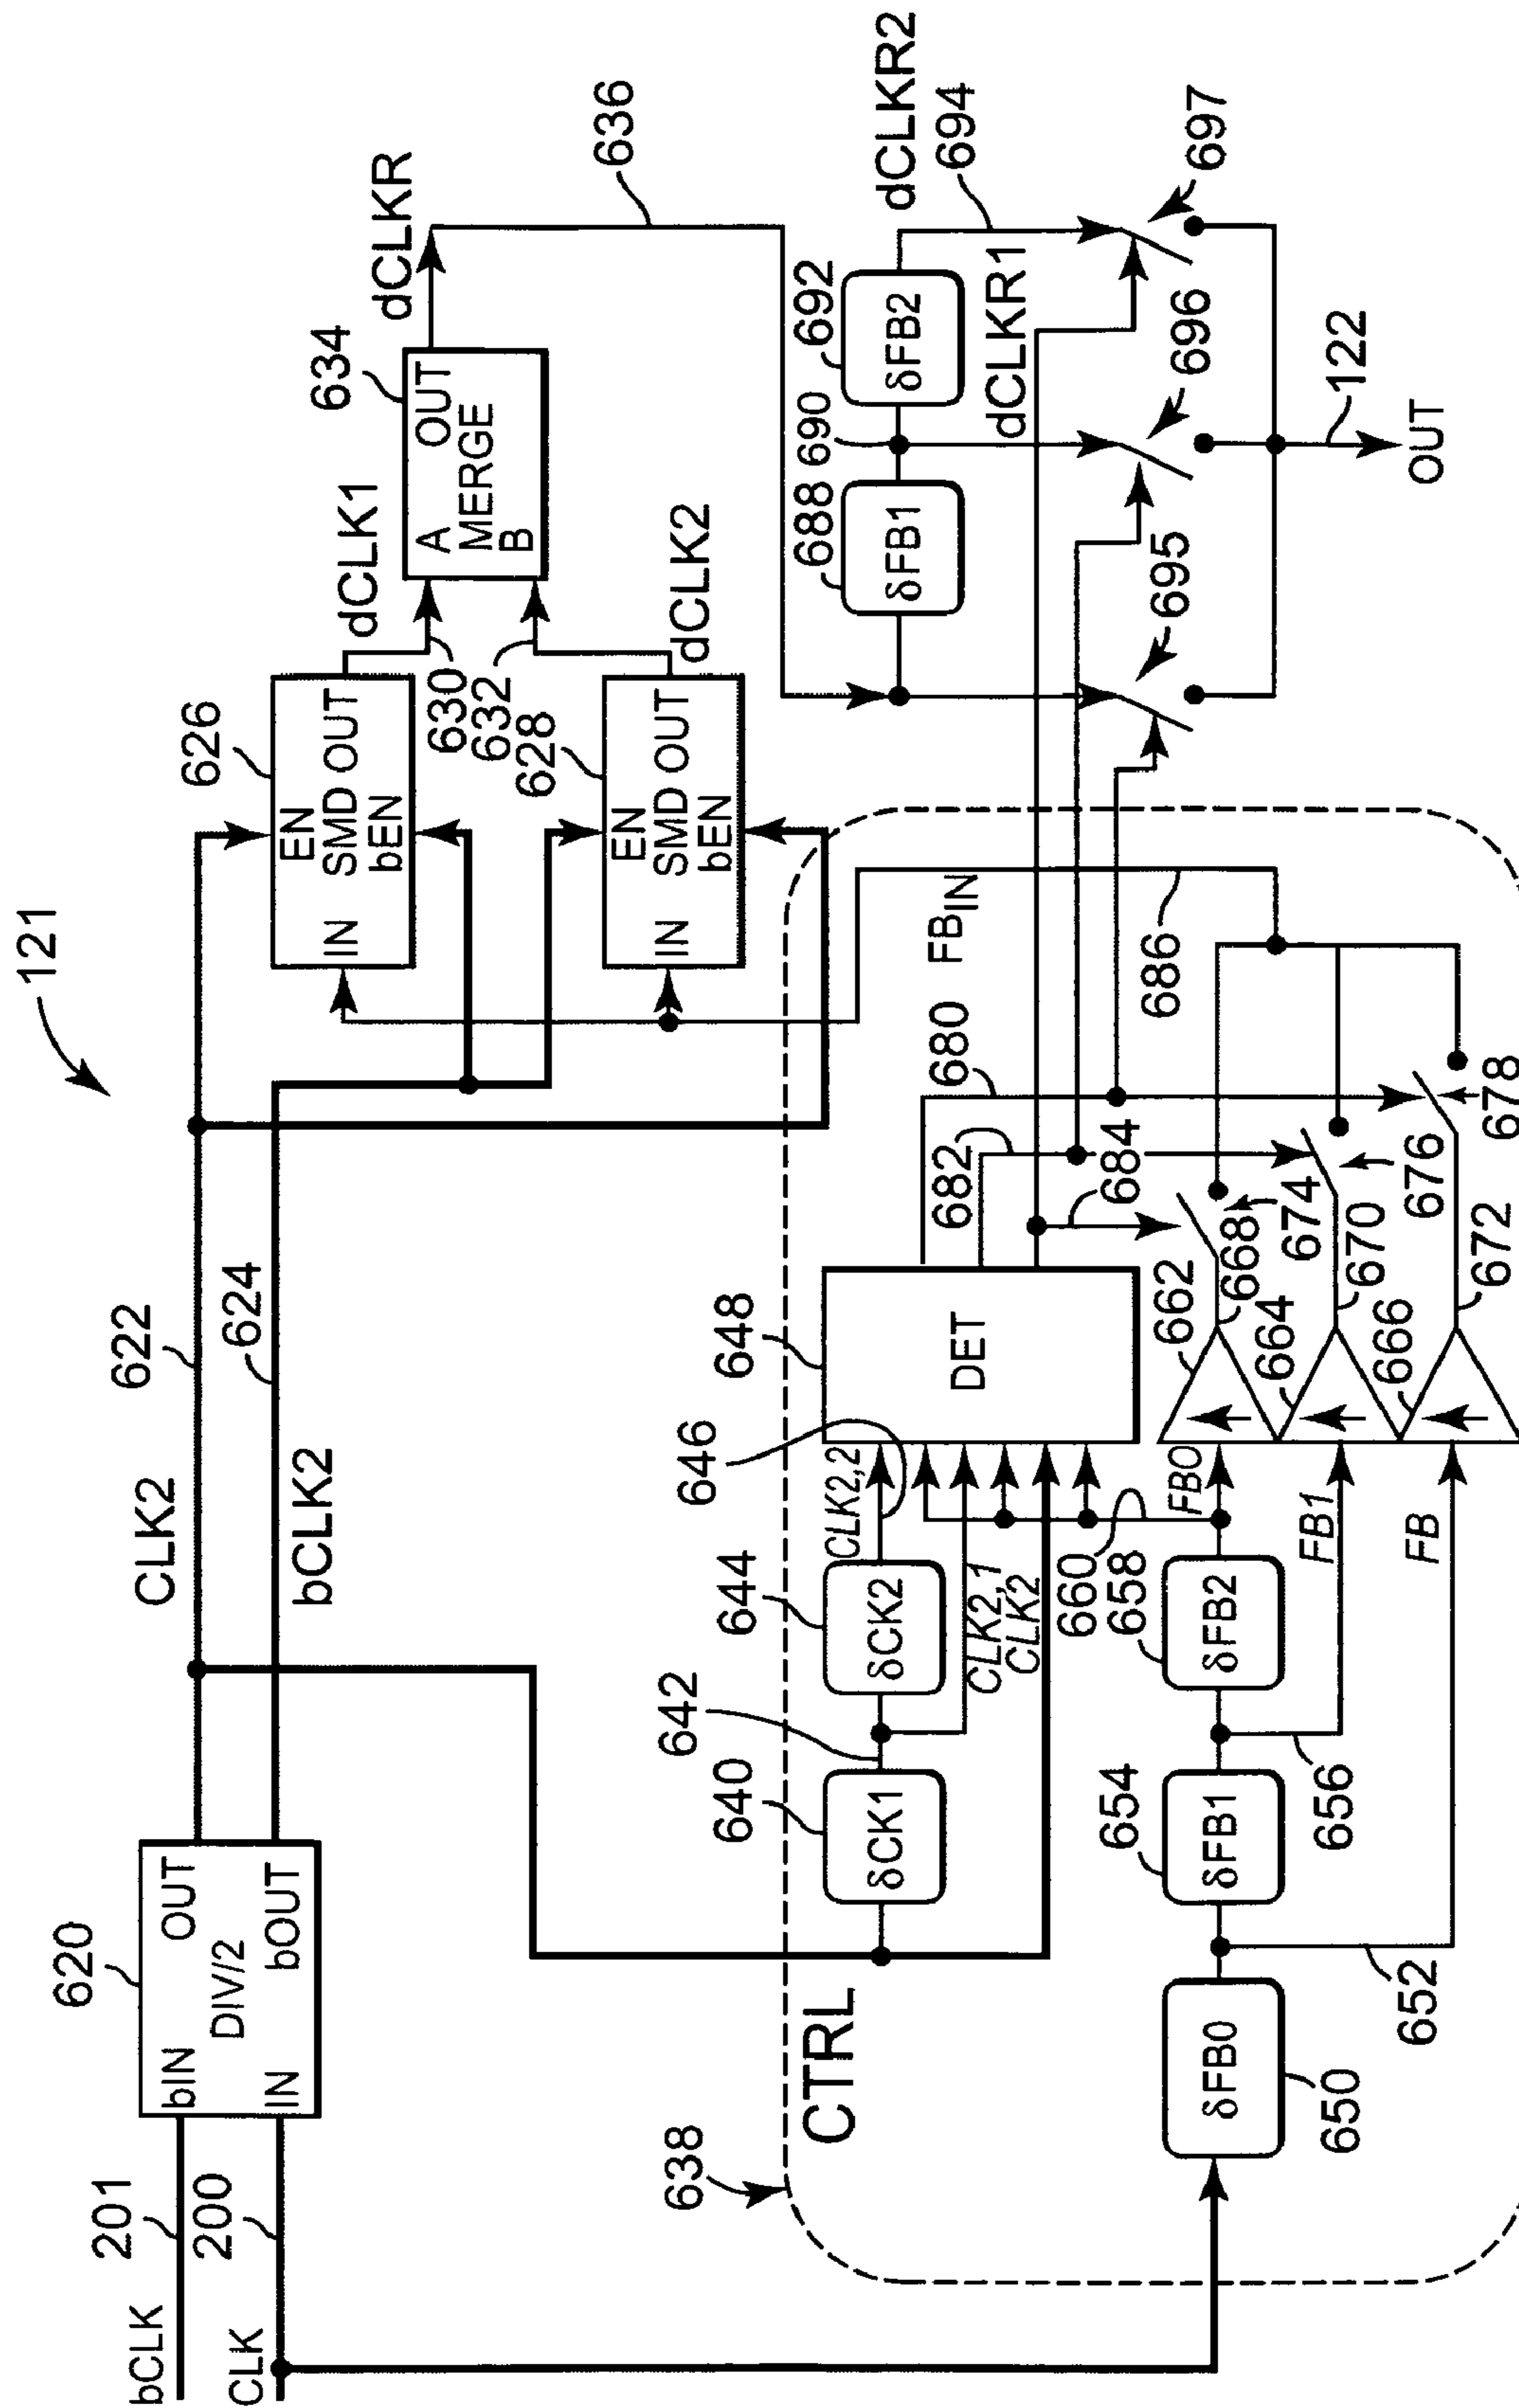 121
bCLK
201
CLK
200
620
bIN
OUT
DIV/2
IN
bOUT
CLK2
622
624
bCLK2
626
EN
IN
SMD OUT
bEN
dCLK1
630
632
628
EN
IN
SMD OUT
bEN
dCLK2
634
A
OUT
MERGE
B
dCLKR
636
638
CTRL
640
δCK1
642
644
δCK2
646
CLK2,2
CLK2,1
CLK2
648
DET
660
650
δFB0
652
654
δFB1
656
658
δFB2
FB0
FB1
FB
662
664
666
668
670
672
674
676
678
680
682
684
686
FBIN
688
δFB1
690
692
δFB2
dCLKR2
694
dCLKR1
695
696
697
122
OUT